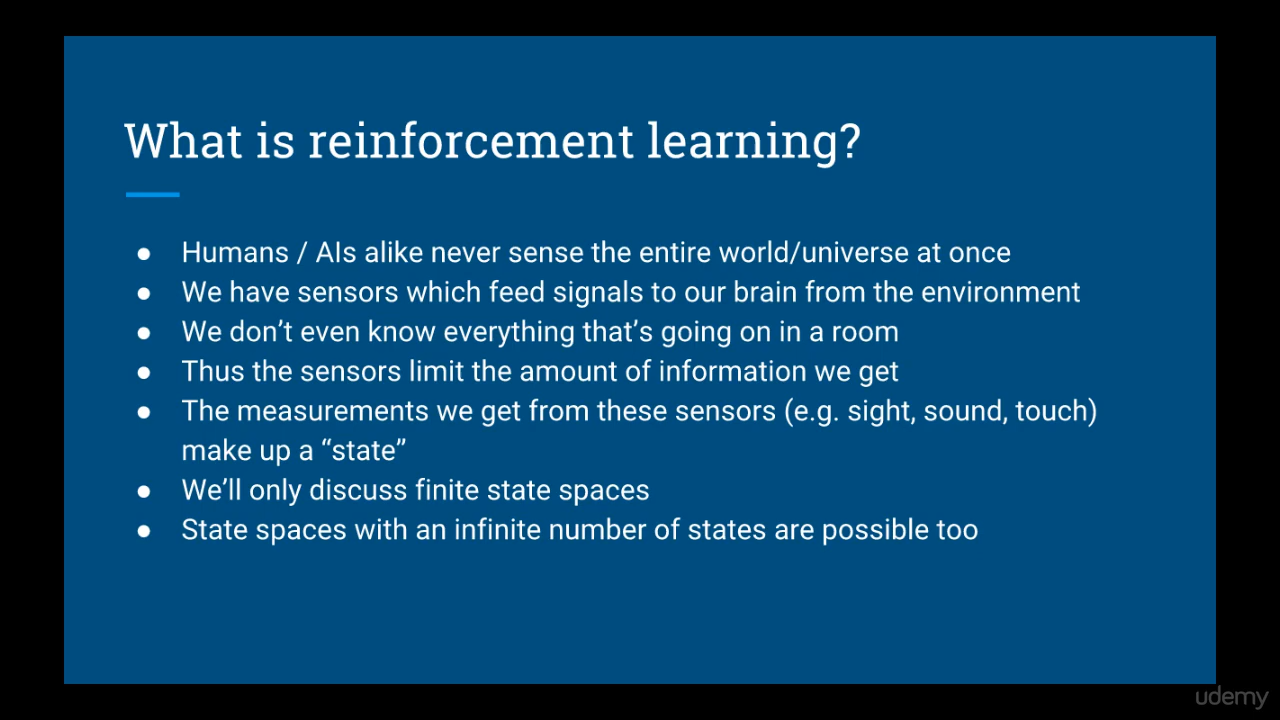 What is reinforcement learning?
● Humans / AIs alike never sense the entire world/universe at once
● We have sensors which feed signals to our brain from the environment
● We don’t even know everything that’s going on in a room
● Thus the sensors limit the amount of information we get
● The measurements we get from these sensors (e.g. sight, sound, touch)
make up a “state”
● We’ll only discuss finite state spaces
● State spaces with an infinite number of states are possible too
udemy